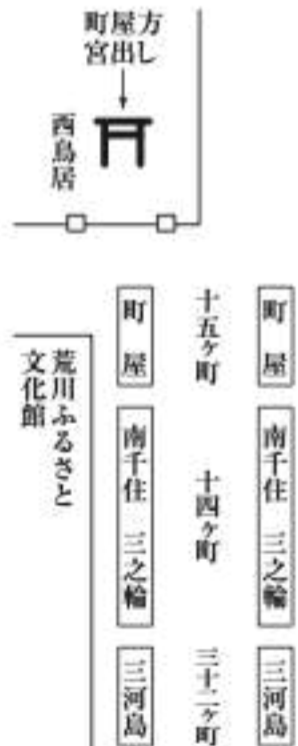 町屋方
宮出し
西鳥居
町屋
十五ヶ町
町屋
南千住 三之輪
十四ヶ町
南千住 三之輪
三河島
三十二ヶ町
三河島
荒川ふるさと
文化館